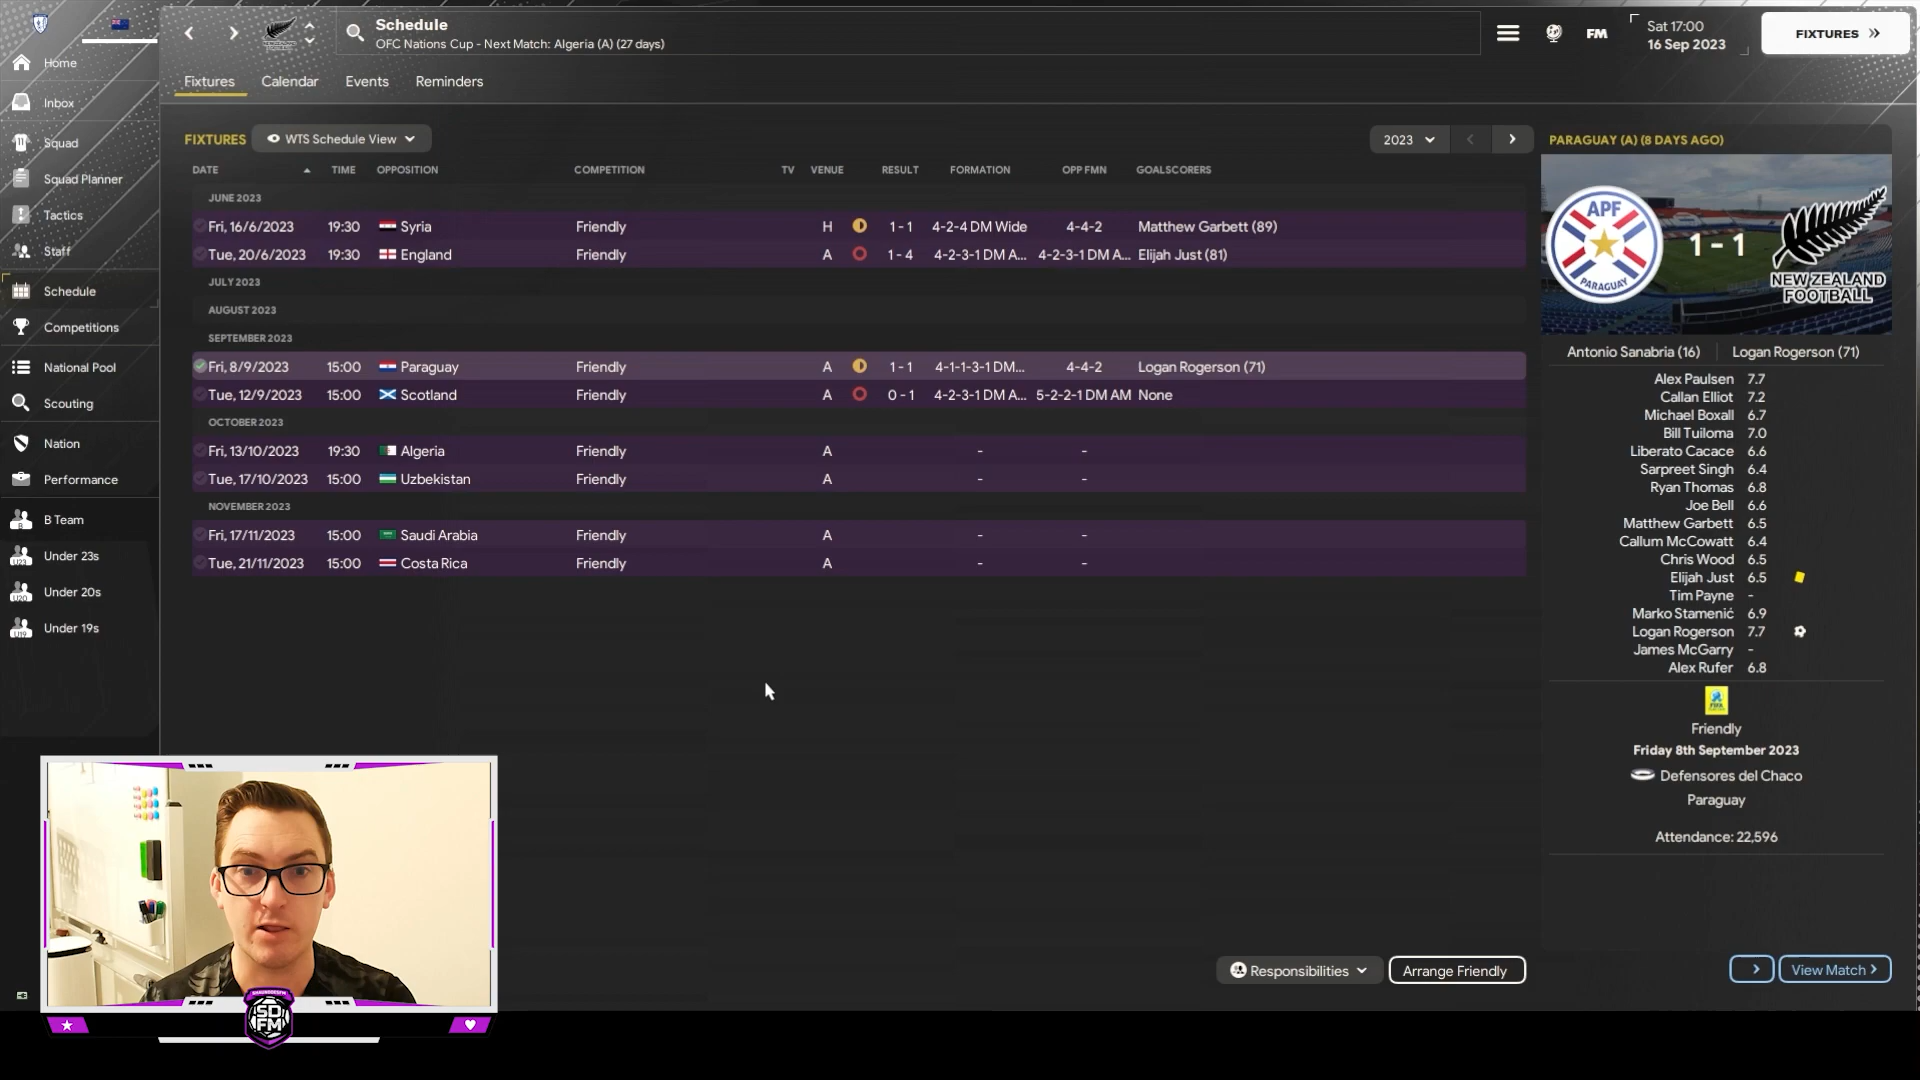 Schedule
OFC Nations Cup - Next Match: Algeria (A) (27 days)
FM
Sat 17:00
16 Sep 2023
FIXTURES
Home
Inbox
Squad
Squad Planner
Tactics
Staff
Schedule
Competitions
National Pool
Scouting
Nation
Performance
B Team
Under 23s
Under 20s
Under 19s
Fixtures Calendar Events Reminders
FIXTURES WTS Schedule View 2023
DATE TIME OPPOSITION COMPETITION TV VENUE RESULT FORMATION OPP FMN GOALSCORERS
JUNE 2023
Fri, 16/6/2023 19:30 Syria Friendly H 1 - 1 4-2-4 DM Wide 4-4-2 Matthew Garbett (89)
Tue, 20/6/2023 19:30 England Friendly A 1 - 4 4-2-3-1 DM A... 4-2-3-1 DM A... Elijah Just (81)
JULY 2023
AUGUST 2023
SEPTEMBER 2023
Fri, 8/9/2023 15:00 Paraguay Friendly A 1 - 1 4-1-1-3-1 DM... 4-4-2 Logan Rogerson (71)
Tue, 12/9/2023 15:00 Scotland Friendly A 0 - 1 4-2-3-1 DM A... 5-2-2-1 DM AM None
OCTOBER 2023
Fri, 13/10/2023 19:30 Algeria Friendly A - -
Tue, 17/10/2023 15:00 Uzbekistan Friendly A - -
NOVEMBER 2023
Fri, 17/11/2023 15:00 Saudi Arabia Friendly A - -
Tue, 21/11/2023 15:00 Costa Rica Friendly A - -
Responsibilities Arrange Friendly
PARAGUAY (A) (8 DAYS AGO)
APF
PARAGUAY
1 - 1
NEW ZEALAND
FOOTBALL
Antonio Sanabria (16) Logan Rogerson (71)
Alex Paulsen 7.7
Callan Elliot 7.2
Michael Boxall 6.7
Bill Tuiloma 7.0
Liberato Cacace 6.6
Sarpreet Singh 6.4
Ryan Thomas 6.8
Joe Bell 6.6
Matthew Garbett 6.5
Callum McCowatt 6.4
Chris Wood 6.5
Elijah Just 6.5
Tim Payne -
Marko Stamenić 6.9
Logan Rogerson 7.7
James McGarry -
Alex Rufer 6.8
Friendly
Friday 8th September 2023
Defensores del Chaco
Paraguay
Attendance: 22,596
View Match
SD
FM